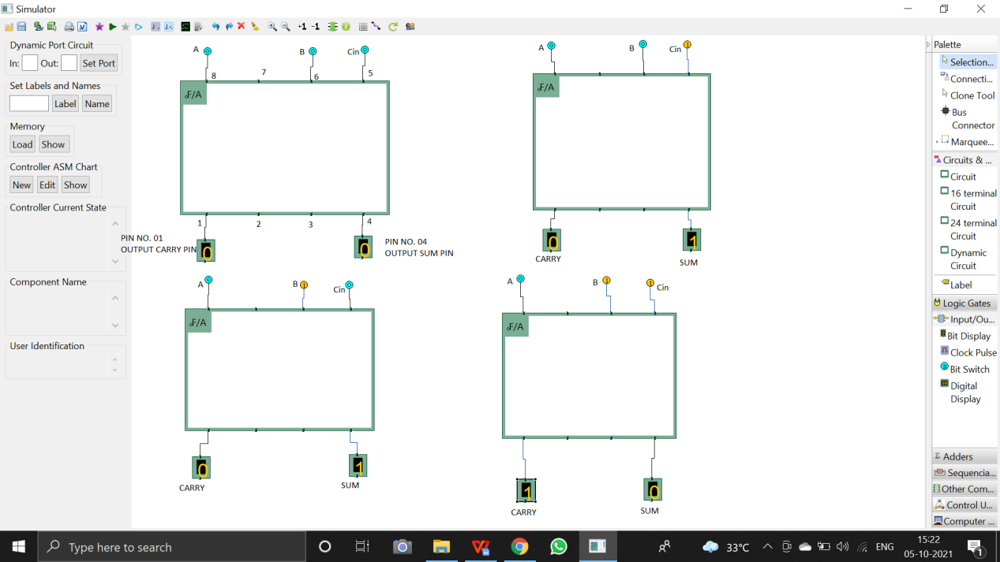 Simulator
+1 -1
Dynamic Port Circuit
In: Out: Set Port
Set Labels and Names
Label Name
Memory
Load Show
Controller ASM Chart
New Edit Show
Controller Current State
Component Name
User Identification
A B Cin
8 7 6 5
F/A
1 2 3 4
PIN NO. 01
OUTPUT CARRY PIN
0 0
PIN NO. 04
OUTPUT SUM PIN
A B Cin
F/A
0 1
CARRY SUM
A B Cin
F/A
0 1
CARRY SUM
A B Cin
F/A
1 0
CARRY SUM
Palette
Selection...
Connecti...
Clone Tool
Bus
Connector
Marquee...
Circuits & ...
Circuit
16 terminal
Circuit
24 terminal
Circuit
Dynamic
Circuit
Label
Logic Gates
Input/Ou...
Bit Display
Clock Pulse
Bit Switch
Digital
Display
Adders
Sequencia...
Other Com...
Control U...
Computer ...
Type here to search
33°C
ENG
15:22
05-10-2021
1